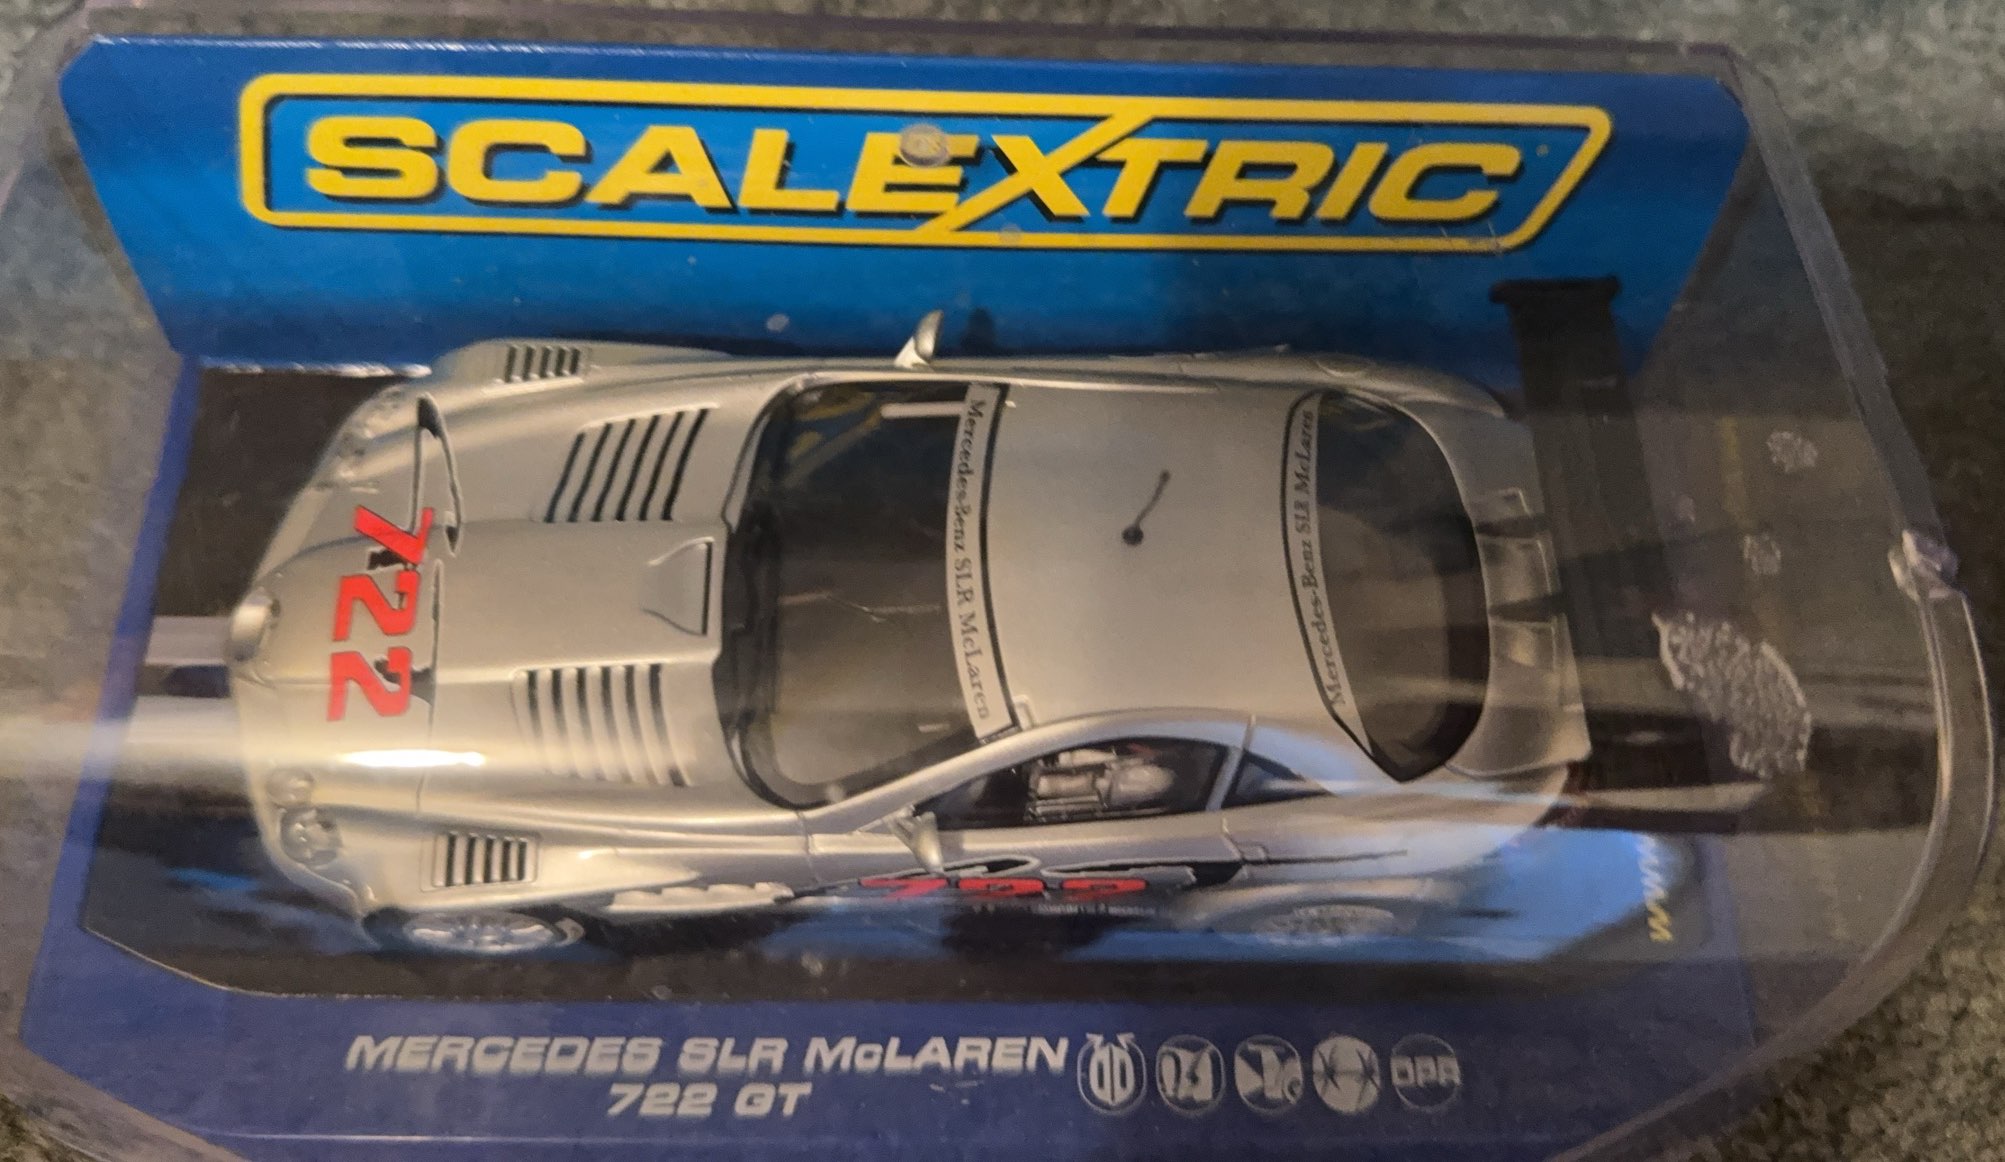 SCALEXTRIC
722
Mercedes-Benz SLR McLaren
Mercedes-Benz SLR McLaren
722
MERCEDES SLR McLAREN
722 GT
DPR